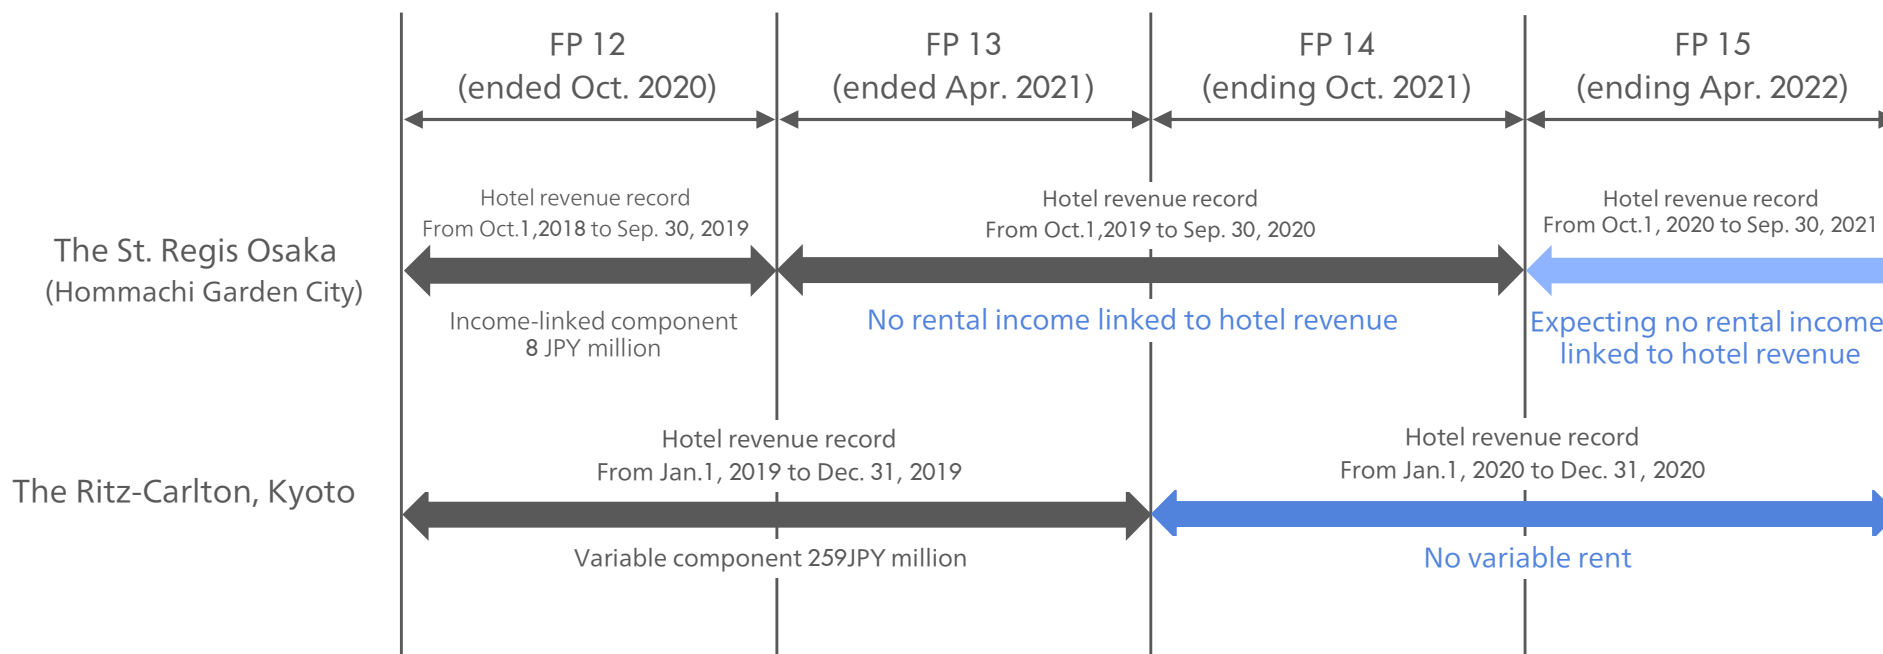 FP 12
(ended Oct. 2020)
FP 13
(ended Apr. 2021)
FP 14
(ending Oct. 2021)
FP 15
(ending Apr. 2022)
The St. Regis Osaka
(Hommachi Garden City)
Hotel revenue record
From Oct.1,2018 to Sep. 30, 2019
Income-linked component
8 JPY million
Hotel revenue record
From Oct.1,2019 to Sep. 30, 2020
No rental income linked to hotel revenue
Hotel revenue record
From Oct.1, 2020 to Sep. 30, 2021
Expecting no rental income
linked to hotel revenue
The Ritz-Carlton, Kyoto
Hotel revenue record
From Jan.1, 2019 to Dec. 31, 2019
Variable component 259JPY million
Hotel revenue record
From Jan.1, 2020 to Dec. 31, 2020
No variable rent